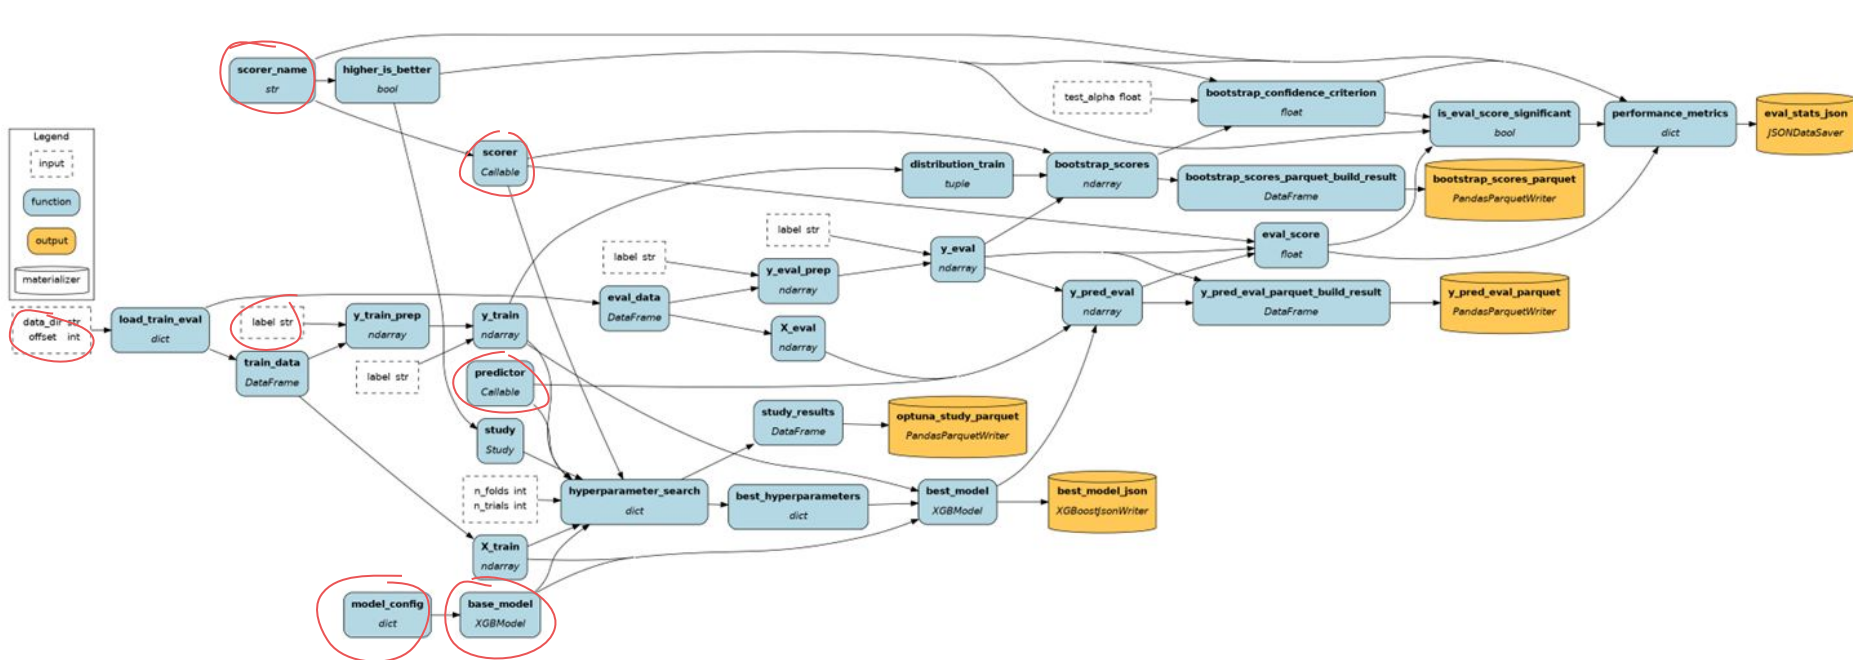 scorer_name
str
higher_is_better
bool
test_alpha float
bootstrap_confidence_criterion
float
is_eval_score_significant
bool
performance_metrics
dict
eval_stats_json
JSONDataSaver
Legend
input
function
output
materializer
scorer
Callable
distribution_train
tuple
bootstrap_scores
ndarray
bootstrap_scores_parquet_build_result
DataFrame
bootstrap_scores_parquet
PandasParquetWriter
label str
label str
y_eval
ndarray
eval_score
float
y_eval_prep
ndarray
eval_data
DataFrame
y_pred_eval
ndarray
y_pred_eval_parquet_build_result
DataFrame
y_pred_eval_parquet
PandasParquetWriter
data_dir str
offset int
load_train_eval
dict
label str
y_train_prep
ndarray
y_train
ndarray
X_eval
ndarray
train_data
DataFrame
label str
predictor
Callable
study_results
DataFrame
optuna_study_parquet
PandasParquetWriter
study
Study
n_folds int
n_trials int
hyperparameter_search
dict
best_hyperparameters
dict
best_model
XGBModel
best_model_json
XGBoostJsonWriter
X_train
ndarray
model_config
dict
base_model
XGBModel